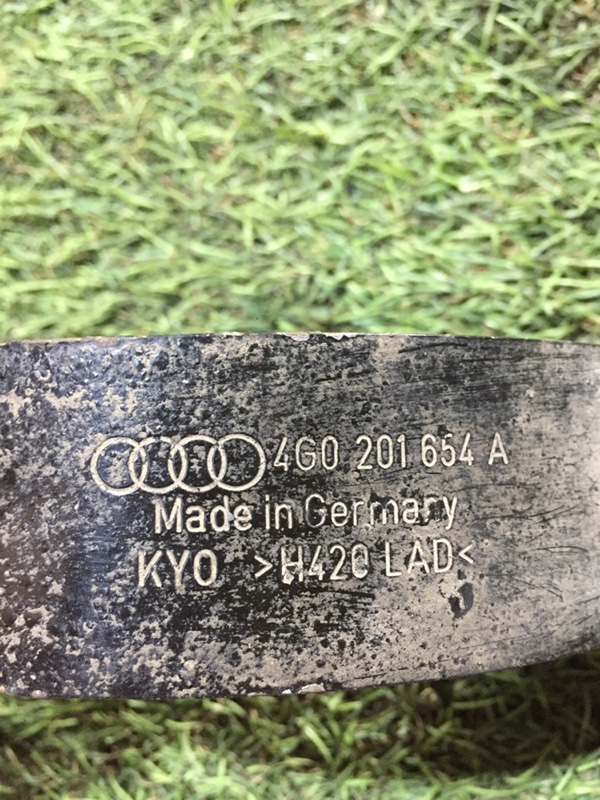 4G0 201 654 A
Made in Germany
KYO >H420 LAD<